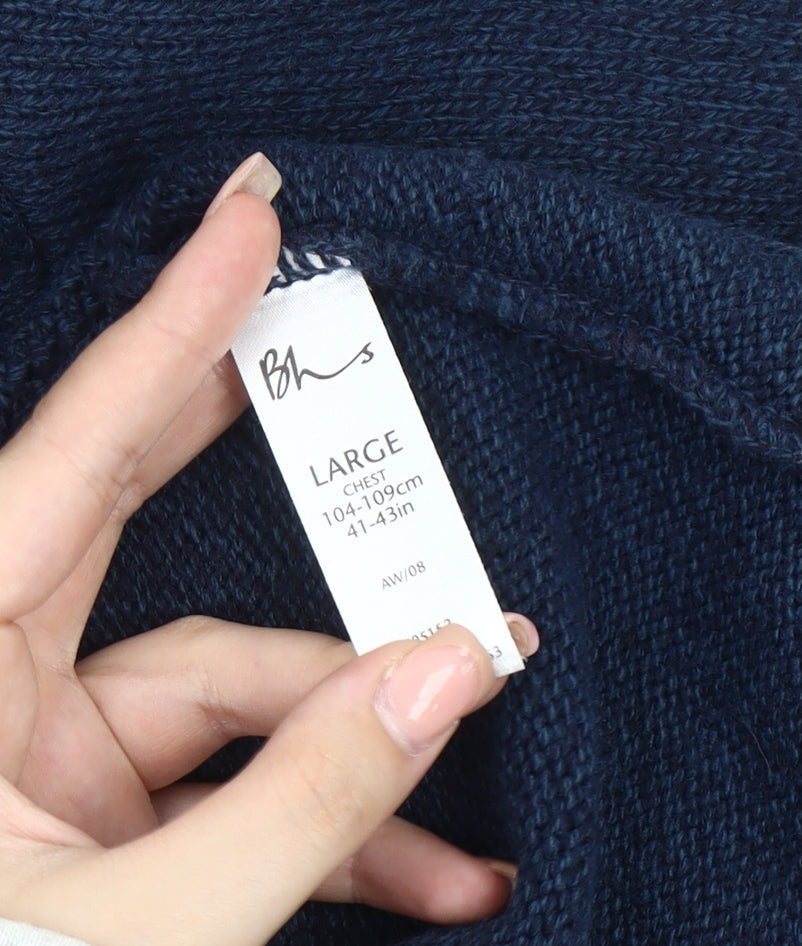 Bhs
LARGE
CHEST
104-109cm
41-43in
AW/08